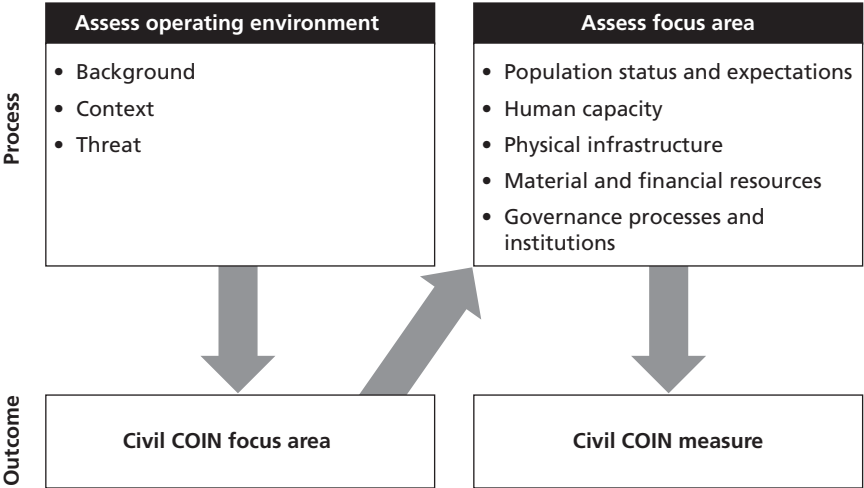 Process
Assess operating environment
• Background
• Context
• Threat
Assess focus area
• Population status and expectations
• Human capacity
• Physical infrastructure
• Material and financial resources
• Governance processes and
institutions
Outcome
Civil COIN focus area
Civil COIN measure